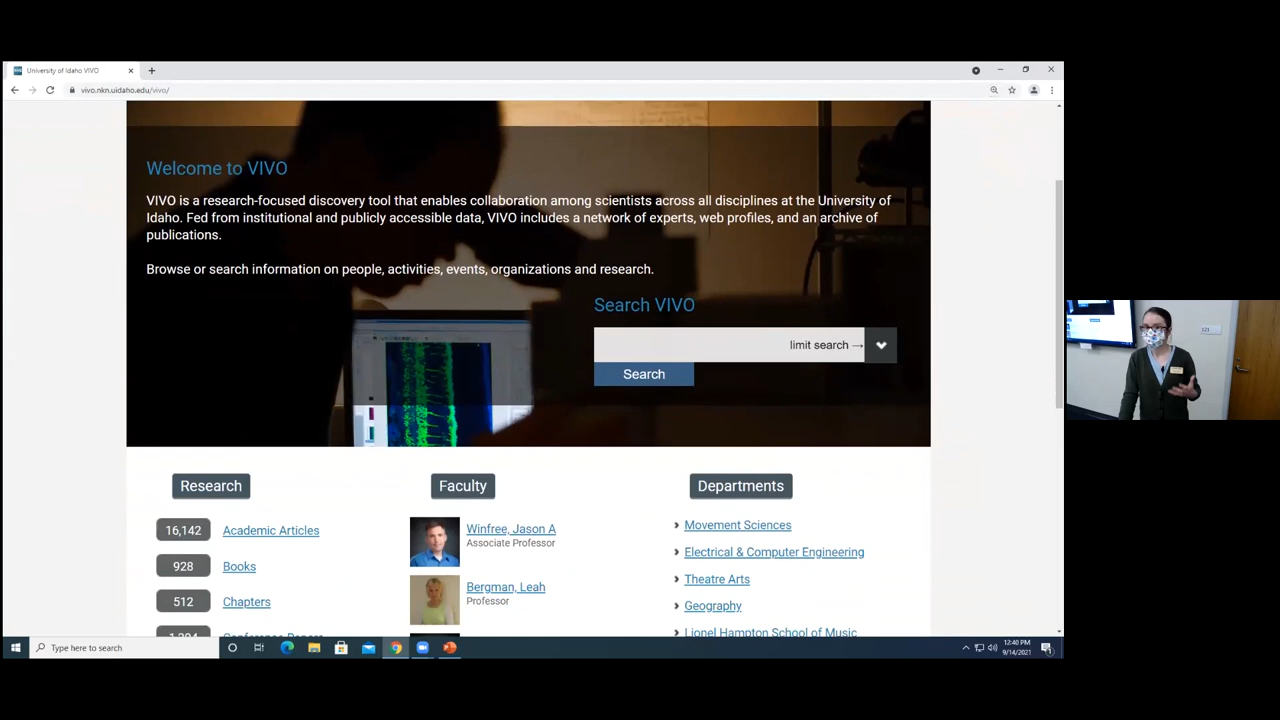 University of Idaho VIVO
vivo.nkn.uidaho.edu/vivo/
Welcome to VIVO
VIVO is a research-focused discovery tool that enables collaboration among scientists across all disciplines at the University of
Idaho. Fed from institutional and publicly accessible data, VIVO includes a network of experts, web profiles, and an archive of
publications.
Browse or search information on people, activities, events, organizations and research.
Search VIVO
limit search →
Search
Research
16,142 Academic Articles
928 Books
512 Chapters
Faculty
Winfree, Jason A
Associate Professor
Bergman, Leah
Professor
Departments
Movement Sciences
Electrical & Computer Engineering
Theatre Arts
Geography
Lionel Hampton School of Music
Type here to search
12:40 PM
9/14/2021